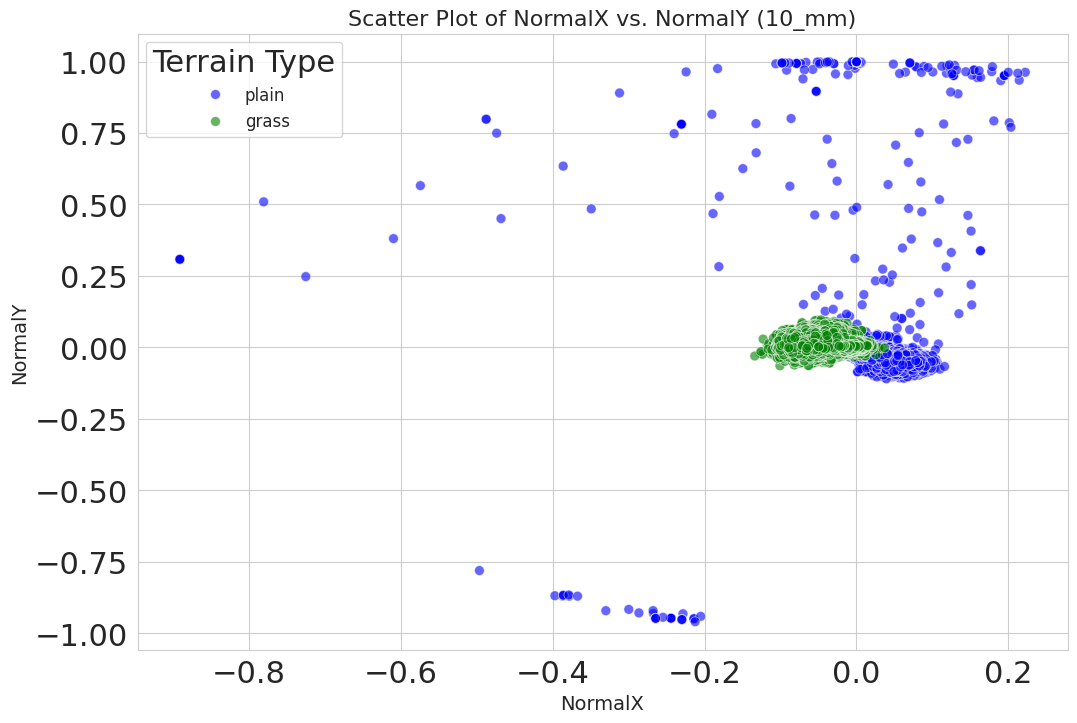 Scatter Plot of NormalX vs. NormalY (10_mm)
Terrain Type
plain
grass
NormalY
1.00
0.75
0.50
0.25
0.00
−0.25
−0.50
−0.75
−1.00
−0.8 −0.6 −0.4 −0.2 0.0 0.2
NormalX